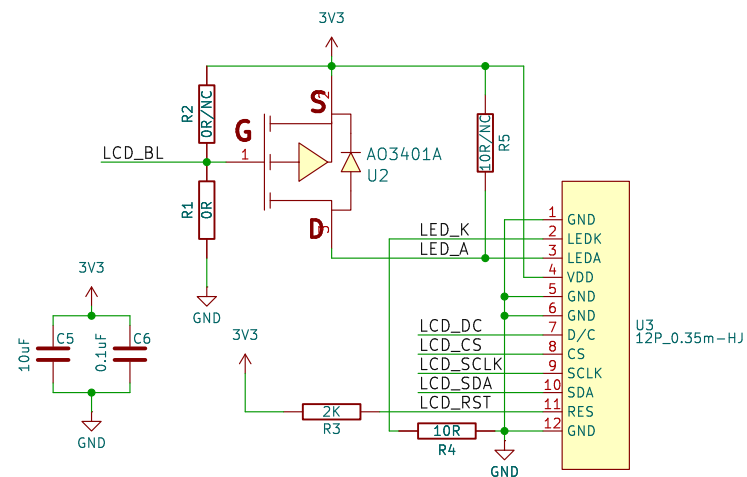 3V3
R2
0R/NC
S
2
G
1
LCD_BL
AO3401A
U2
10R/NC
R5
R1
0R
D
3
GND
LED_K
LED_A
1 GND
2 LEDK
3 LEDA
4 VDD
5 GND
6 GND
7 D/C
8 CS
9 SCLK
10 SDA
11 RES
12 GND
U3
12P_0.35m-HJ
3V3
C5
10uF
C6
0.1uF
GND
3V3
LCD_DC
LCD_CS
LCD_SCLK
LCD_SDA
LCD_RST
2K
R3
10R
R4
GND